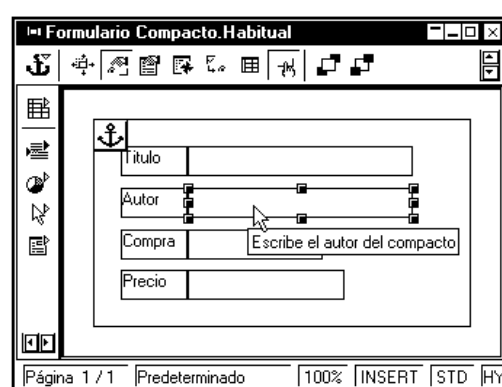 Formulario Compacto.Habitual
Titulo
Autor
Escribe el autor del compacto
Compra
Precio
Página 1 / 1 Predeterminado 100% INSERT STD HY